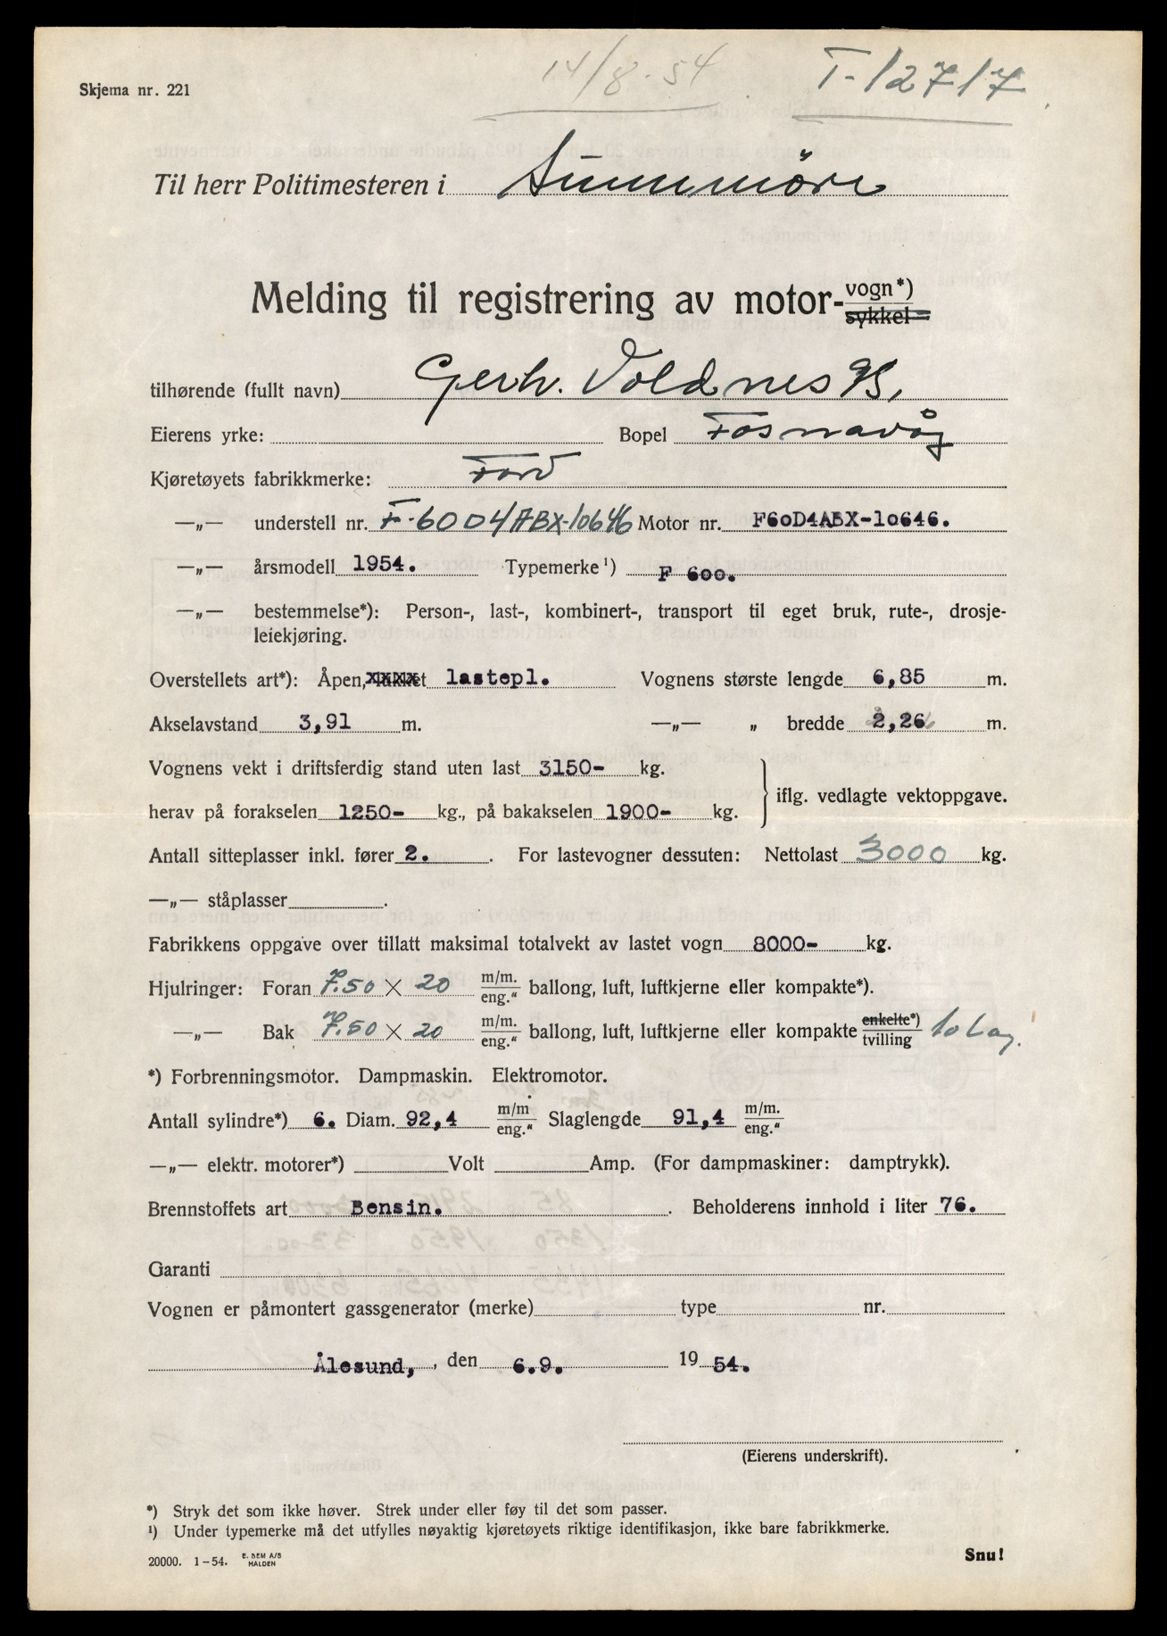 14/8-54 T-12717
Skjema nr. 221
Til herr Politimesteren i Sunnmöre
Melding til registrering av motor- vogn*) sykkel
tilhørende (fullt navn) Gerh. Voldnes A/S,
Eierens yrke: Bopel Fosnavåg
Kjøretøyets fabrikkmerke: Ford
—„— understell nr. F-60D4ABX-10646 Motor nr. F60D4ABX-10646.
—„— årsmodell 1954. Typemerke¹) F 600.
—„— bestemmelse*): Person-, last-, kombinert-, transport til eget bruk, rute-, drosje-
leiekjøring.
Overstellets art*): Åpen, lukket lastepl. Vognens største lengde 6,85 m.
Akselavstand 3,91 m. —„— „ bredde 2,26 m.
Vognens vekt i driftsferdig stand uten last 3150- kg.
herav på forakselen 1250- kg., på bakakselen 1900- kg. iflg. vedlagte vektoppgave.
Antall sitteplasser inkl. fører 2. . For lastevogner dessuten: Nettolast 3000 kg.
—„— ståplasser .
Fabrikkens oppgave over tillatt maksimal totalvekt av lastet vogn 8000- kg.
Hjulringer: Foran 7.50 X 20 m/m. eng.“ ballong, luft, luftkjerne eller kompakte*).
—„— Bak 7.50 X 20 m/m. eng.“ ballong, luft, luftkjerne eller kompakte enkelte*) tvilling 10 Lag.
*) Forbrenningsmotor. Dampmaskin. Elektromotor.
Antall sylindre*) 6. Diam. 92,4 m/m eng.“ Slaglengde 91,4 m/m. eng.“
—„— elektr. motorer*) Volt Amp. (For dampmaskiner: damptrykk).
Brennstoffets art Bensin. . Beholderens innhold i liter 76.
Garanti
Vognen er påmontert gassgenerator (merke) type nr.
Ålesund, , den 6.9. 19 54.
(Eierens underskrift).
*) Stryk det som ikke høver. Strek under eller føy til det som passer.
¹) Under typemerke må det utfylles nøyaktig kjøretøyets riktige identifikasjon, ikke bare fabrikkmerke.
20000. 1-54. E. SEM A/S HALDEN
Snu!